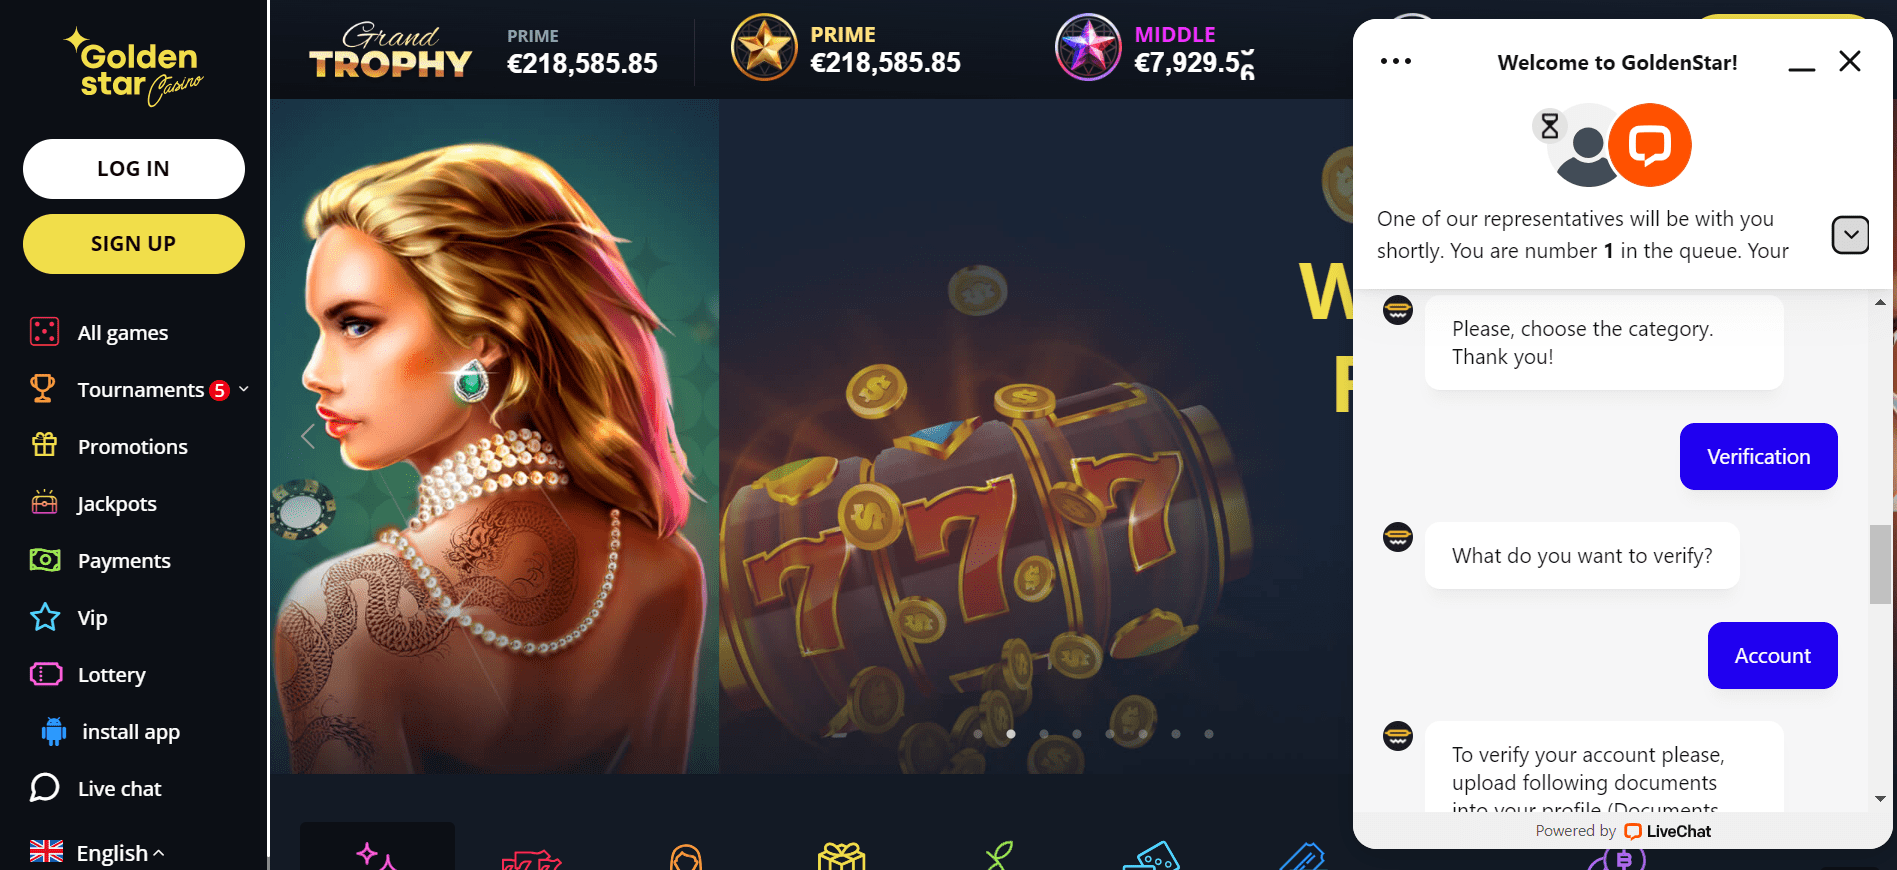 Golden
star Casino
LOG IN
SIGN UP
All games
Tournaments 5
Promotions
Jackpots
Payments
Vip
Lottery
install app
Live chat
English
Grand
TROPHY
PRIME
€218,585.85
PRIME
€218,585.85
MIDDLE
€7,929.5
W
F
777
Welcome to GoldenStar!
One of our representatives will be with you
shortly. You are number 1 in the queue. Your
Please, choose the category.
Thank you!
Verification
What do you want to verify?
Account
To verify your account please,
upload following documents
into your profile (Documents
Powered by LiveChat